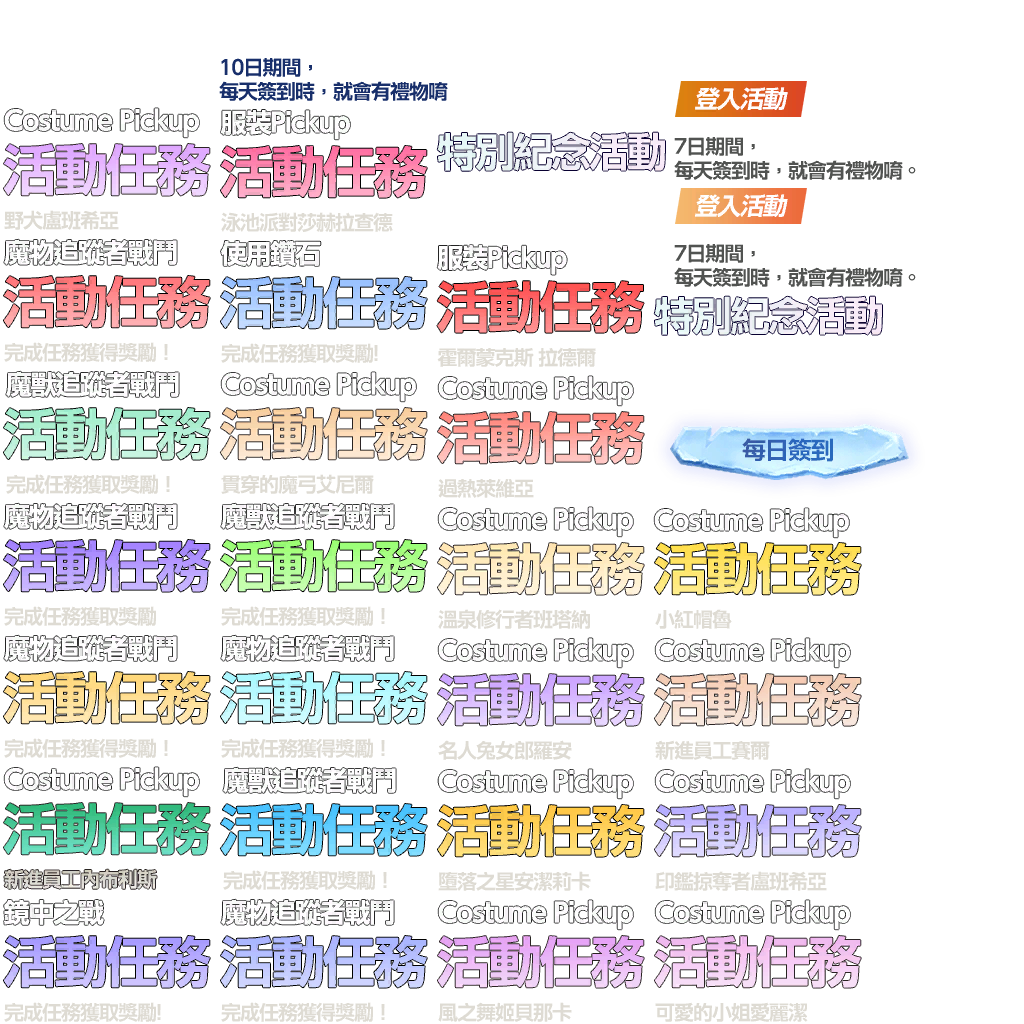 10日期間，
每天簽到時，就會有禮物唷
Costume Pickup
活動任務
野犬盧班希亞
服裝Pickup
活動任務
泳池派對莎赫拉查德
特別紀念活動
登入活動
7日期間，
每天簽到時，就會有禮物唷。
登入活動
7日期間，
每天簽到時，就會有禮物唷。
魔物追蹤者戰鬥
活動任務
完成任務獲得獎勵！
使用鑽石
活動任務
完成任務獲取獎勵!
服裝Pickup
活動任務
霍爾蒙克斯 拉德爾
特別紀念活動
魔獸追蹤者戰鬥
活動任務
完成任務獲取獎勵！
Costume Pickup
活動任務
貫穿的魔弓艾尼爾
Costume Pickup
活動任務
過熱萊維亞
每日簽到
魔物追蹤者戰鬥
活動任務
完成任務獲取獎勵
魔獸追蹤者戰鬥
活動任務
完成任務獲取獎勵！
Costume Pickup
活動任務
溫泉修行者班塔納
Costume Pickup
活動任務
小紅帽魯
魔物追蹤者戰鬥
活動任務
完成任務獲得獎勵！
魔物追蹤者戰鬥
活動任務
完成任務獲得獎勵！
Costume Pickup
活動任務
名人兔女郎羅安
Costume Pickup
活動任務
新進員工賽爾
Costume Pickup
活動任務
新進員工內布利斯
魔獸追蹤者戰鬥
活動任務
完成任務獲取獎勵！
Costume Pickup
活動任務
墮落之星安潔莉卡
Costume Pickup
活動任務
印鑑掠奪者盧班希亞
鏡中之戰
活動任務
完成任務獲取獎勵!
魔物追蹤者戰鬥
活動任務
完成任務獲得獎勵！
Costume Pickup
活動任務
風之舞姬貝那卡
Costume Pickup
活動任務
可愛的小姐愛麗潔